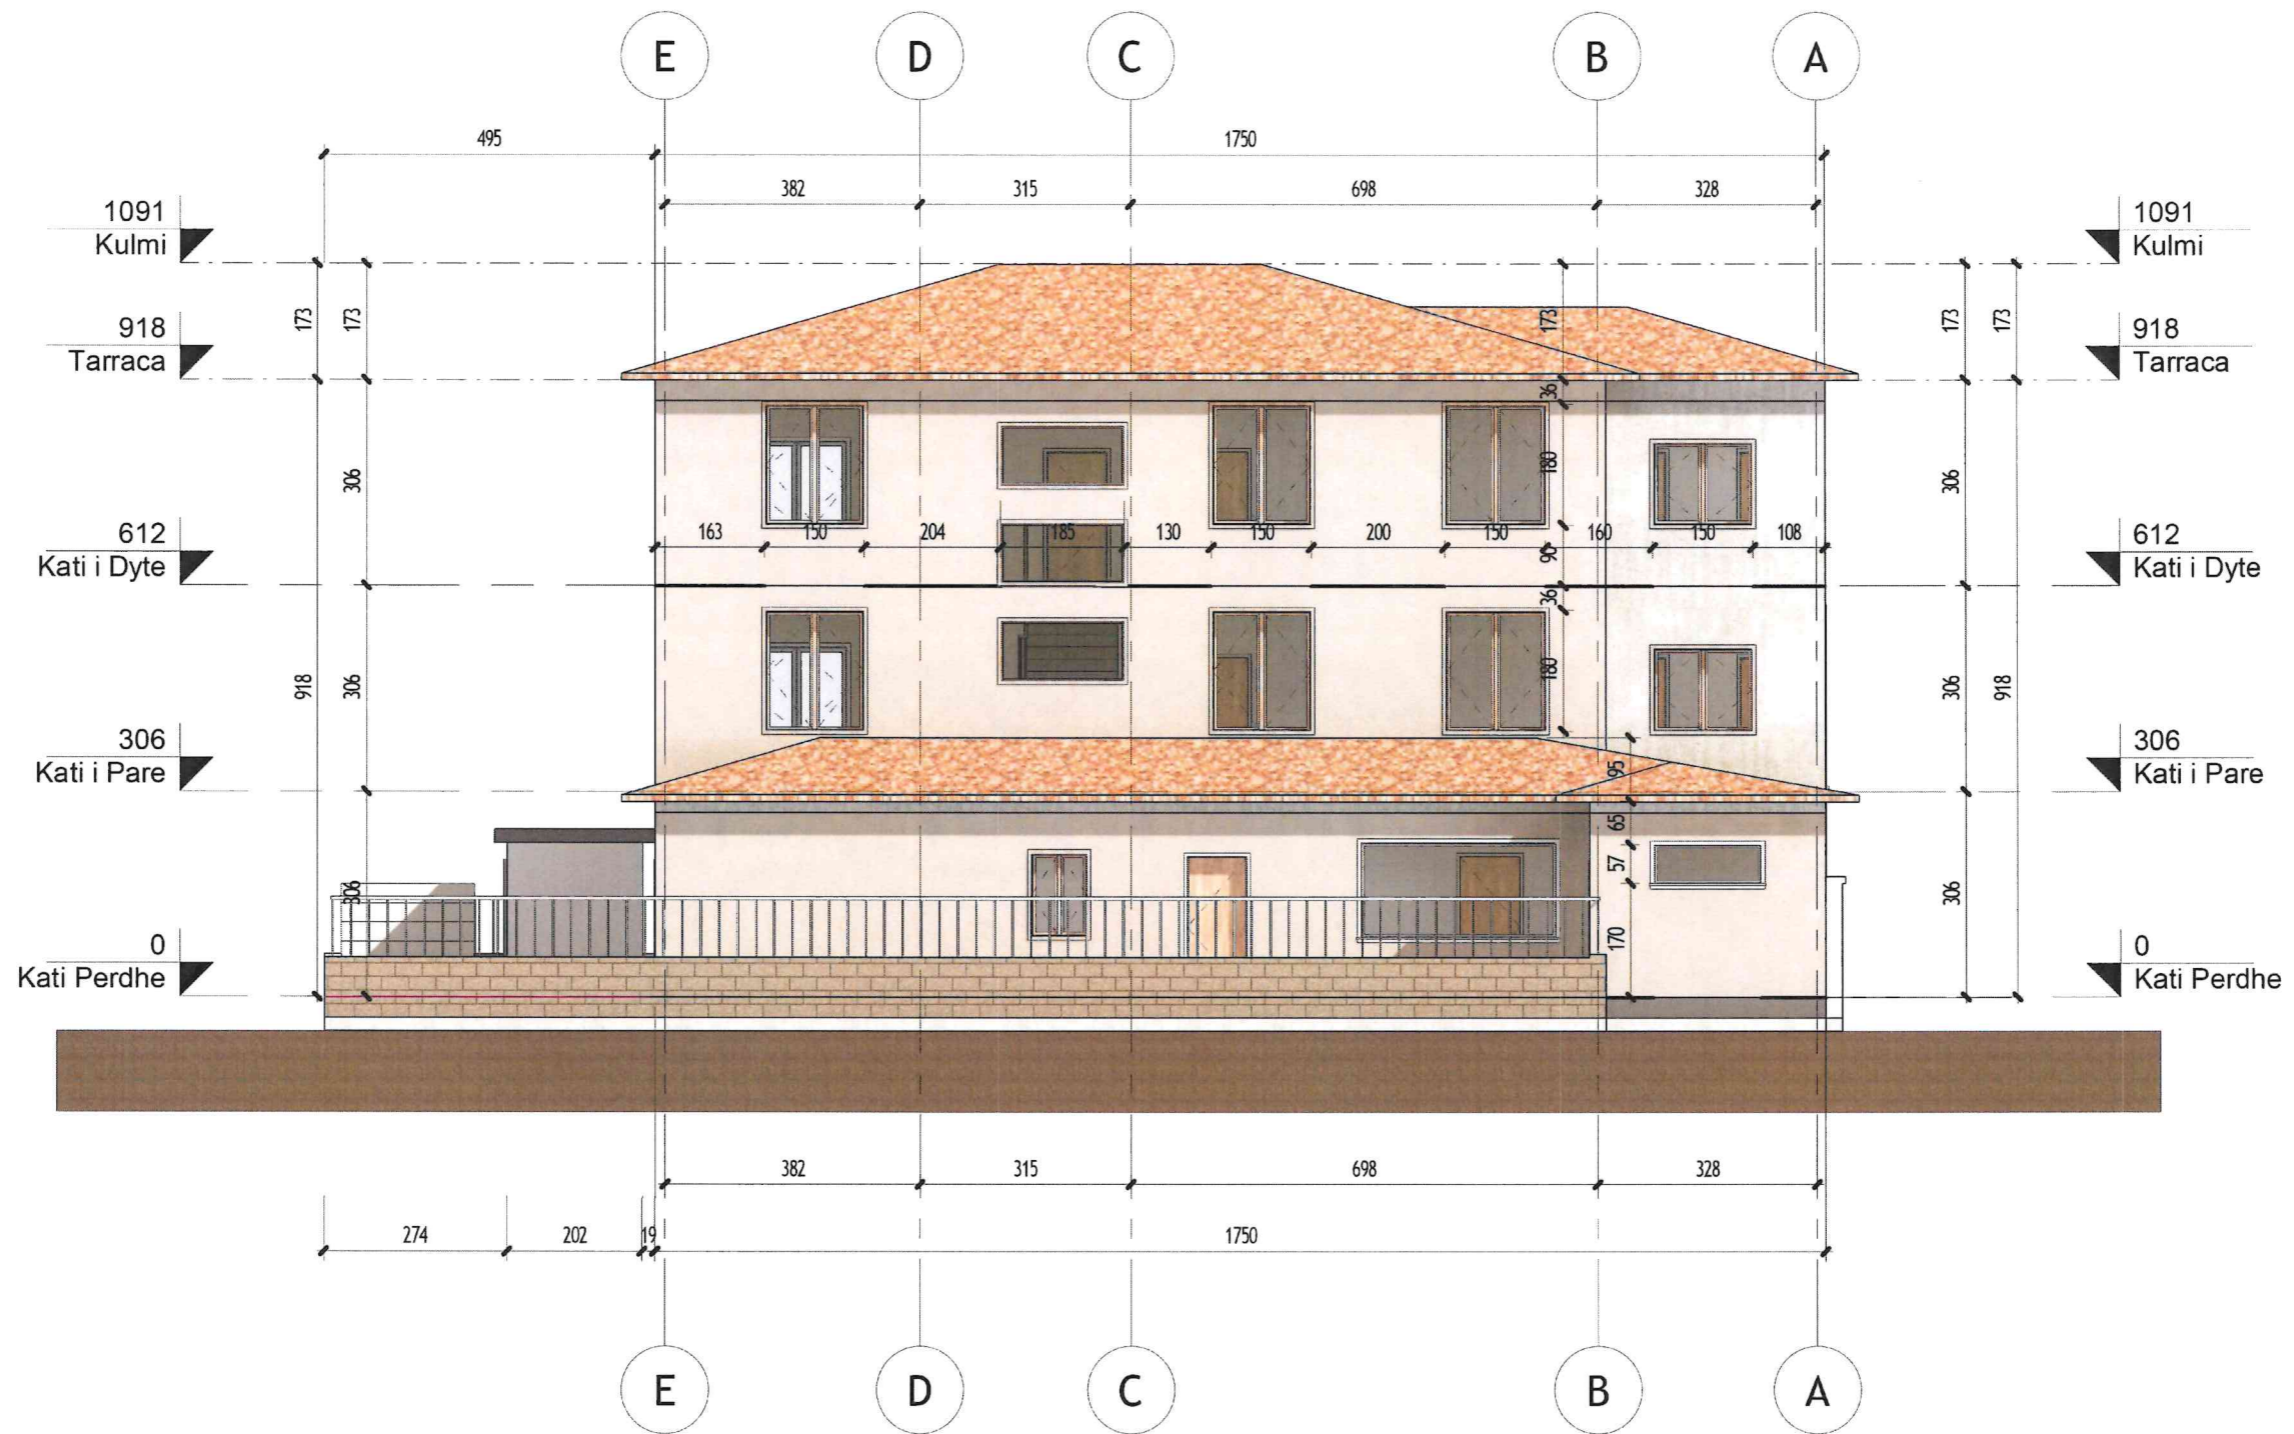 E D C B A
495 1750
382 315 698 328
1091
Kulmi
1091
Kulmi
173 173 173 173 173
918
Tarraca
918
Tarraca
36
306 180 306
612
Kati i Dyte
163 150 204 185 130 150 200 150 160 150 108
612
Kati i Dyte
90
36
918 306 180 306 918
306
Kati i Pare
306
Kati i Pare
95
65
57
306 306
170
0
Kati Perdhe
0
Kati Perdhe
382 315 698 328
274 202 19 1750
E D C B A